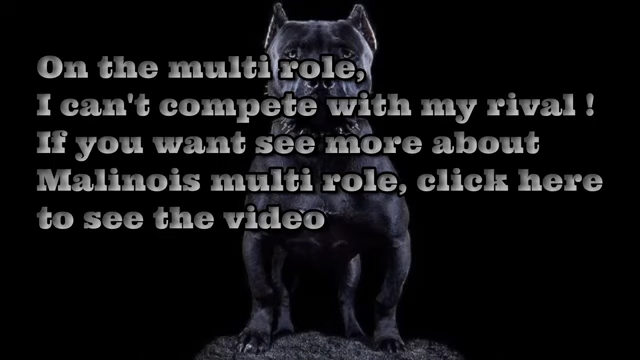 On the multi role,
I can't compete with my rival !
If you want see more about
Malinois multi role, click here
to see the video